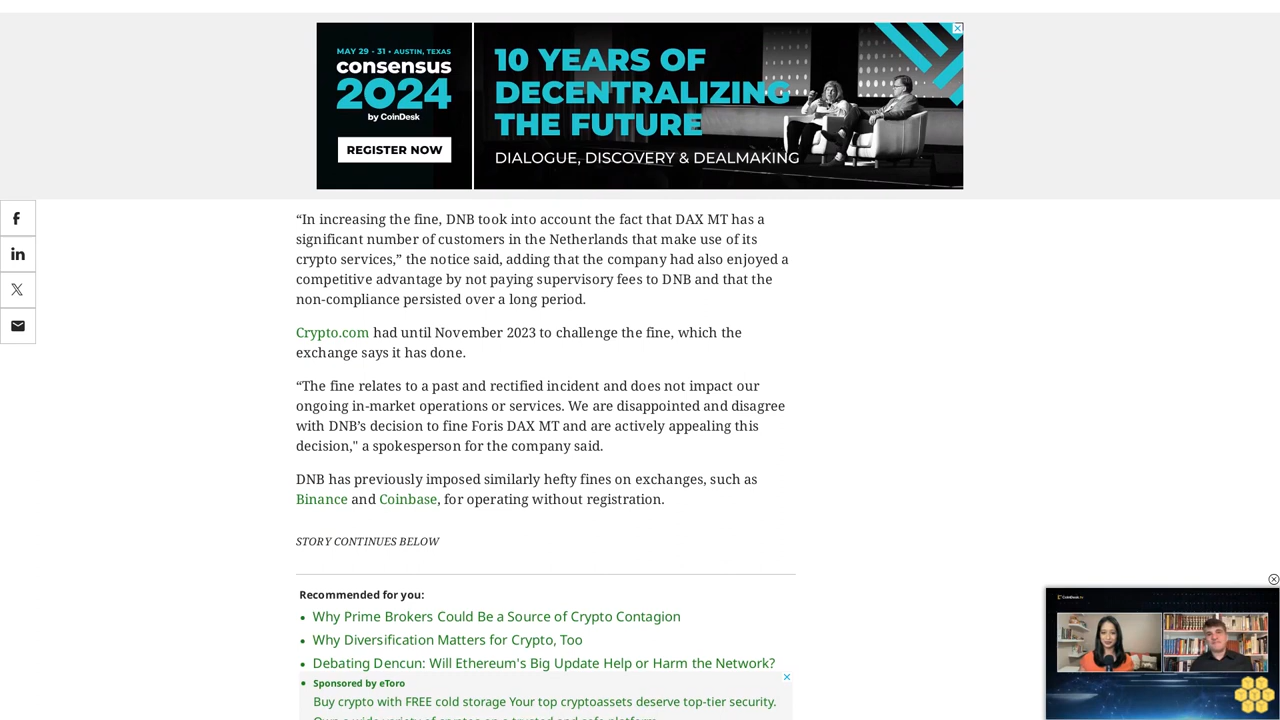 MAY 29 - 31 • AUSTIN, TEXAS
consensus
2024
by CoinDesk
REGISTER NOW
10 YEARS OF
DECENTRALIZING
THE FUTURE
DIALOGUE, DISCOVERY & DEALMAKING
“In increasing the fine, DNB took into account the fact that DAX MT has a
significant number of customers in the Netherlands that make use of its
crypto services,” the notice said, adding that the company had also enjoyed a
competitive advantage by not paying supervisory fees to DNB and that the
non-compliance persisted over a long period.
Crypto.com had until November 2023 to challenge the fine, which the
exchange says it has done.
“The fine relates to a past and rectified incident and does not impact our
ongoing in-market operations or services. We are disappointed and disagree
with DNB’s decision to fine Foris DAX MT and are actively appealing this
decision," a spokesperson for the company said.
DNB has previously imposed similarly hefty fines on exchanges, such as
Binance and Coinbase, for operating without registration.
STORY CONTINUES BELOW
Recommended for you:
• Why Prime Brokers Could Be a Source of Crypto Contagion
• Why Diversification Matters for Crypto, Too
• Debating Dencun: Will Ethereum's Big Update Help or Harm the Network?
• Sponsored by eToro
Buy crypto with FREE cold storage Your top cryptoassets deserve top-tier security.
Own a wide variety of cryptos on a trusted and safe platform